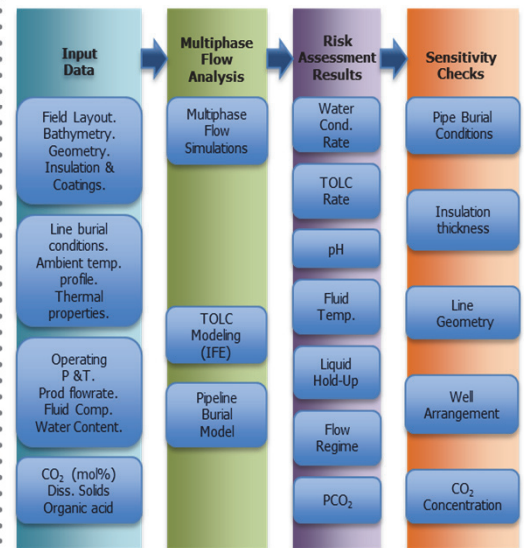 Input
Data
Field Layout.
Bathymetry.
Geometry.
Insulation &
Coatings.
Line burial
conditions.
Ambient temp.
profile.
Thermal
properties.
Operating
P &T.
Prod flowrate.
Fluid Comp.
Water Content.
CO₂ (mol%)
Diss. Solids
Organic acid
Multiphase
Flow
Analysis
Multiphase
Flow
Simulations
TOLC
Modeling
(IFE)
Pipeline
Burial
Model
Risk
Assessment
Results
Water
Cond.
Rate
TOLC
Rate
pH
Fluid
Temp.
Liquid
Hold-Up
Flow
Regime
PCO₂
Sensitivity
Checks
Pipe Burial
Conditions
Insulation
thickness
Line
Geometry
Well
Arrangement
CO₂
Concentration